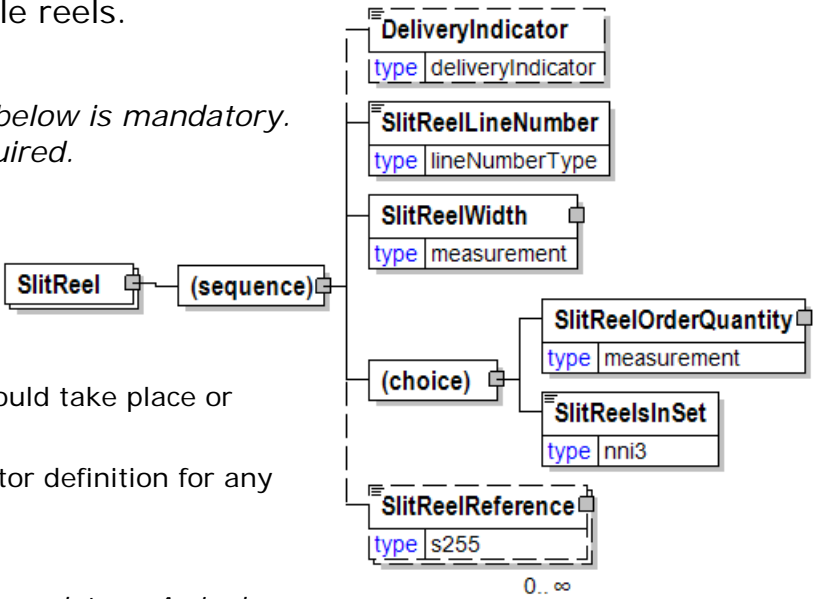 le reels.
DeliveryIndicator
type deliveryIndicator
below is mandatory.
uired.
SlitReelLineNumber
type lineNumberType
SlitReelWidth
type measurement
SlitReel
(sequence)
SlitReelOrderQuantity
type measurement
(choice)
SlitReelsInSet
type nni3
ould take place or
tor definition for any
SlitReelReference
type s255
0.. ∞